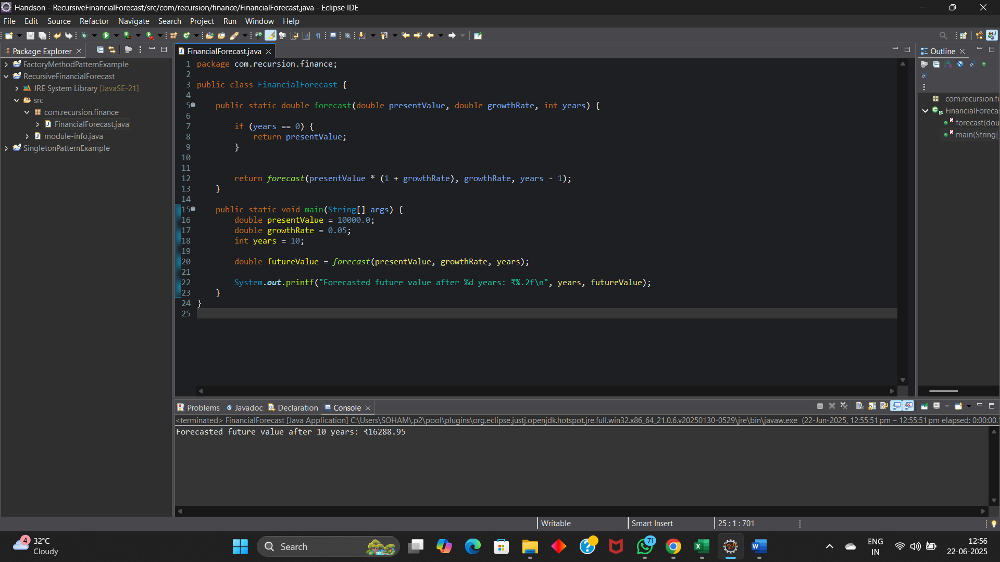 Handson - RecursiveFinancialForecast/src/com/recursion/finance/FinancialForecast.java - Eclipse IDE
File Edit Source Refactor Navigate Search Project Run Window Help
Package Explorer
FactoryMethodPatternExample
RecursiveFinancialForecast
JRE System Library [JavaSE-21]
src
com.recursion.finance
FinancialForecast.java
module-info.java
SingletonPatternExample
FinancialForecast.java
1 package com.recursion.finance;
2
3 public class FinancialForecast {
4
5 public static double forecast(double presentValue, double growthRate, int years) {
6
7 if (years == 0) {
8 return presentValue;
9 }
10
11
12 return forecast(presentValue * (1 + growthRate), growthRate, years - 1);
13 }
14
15 public static void main(String[] args) {
16 double presentValue = 10000.0;
17 double growthRate = 0.05;
18 int years = 10;
19
20 double futureValue = forecast(presentValue, growthRate, years);
21
22 System.out.printf("Forecasted future value after %d years: ₹%.2f\n", years, futureValue);
23 }
24 }
25
Outline
com.recursion.fi
FinancialForecas
forecast(dou
main(String[]
Problems Javadoc Declaration Console
<terminated> FinancialForecast [Java Application] C:\Users\SOHAM\.p2\pool\plugins\org.eclipse.justj.openjdk.hotspot.jre.full.win32.x86_64_21.0.6.v20250130-0529\jre\bin\javaw.exe (22-Jun-2025, 12:55:51 pm – 12:55:51 pm elapsed: 0:00:00.
Forecasted future value after 10 years: ₹16288.95
Writable Smart Insert 25 : 1 : 701
4
32°C
Cloudy
Search
71
ENG
IN
12:56
22-06-2025